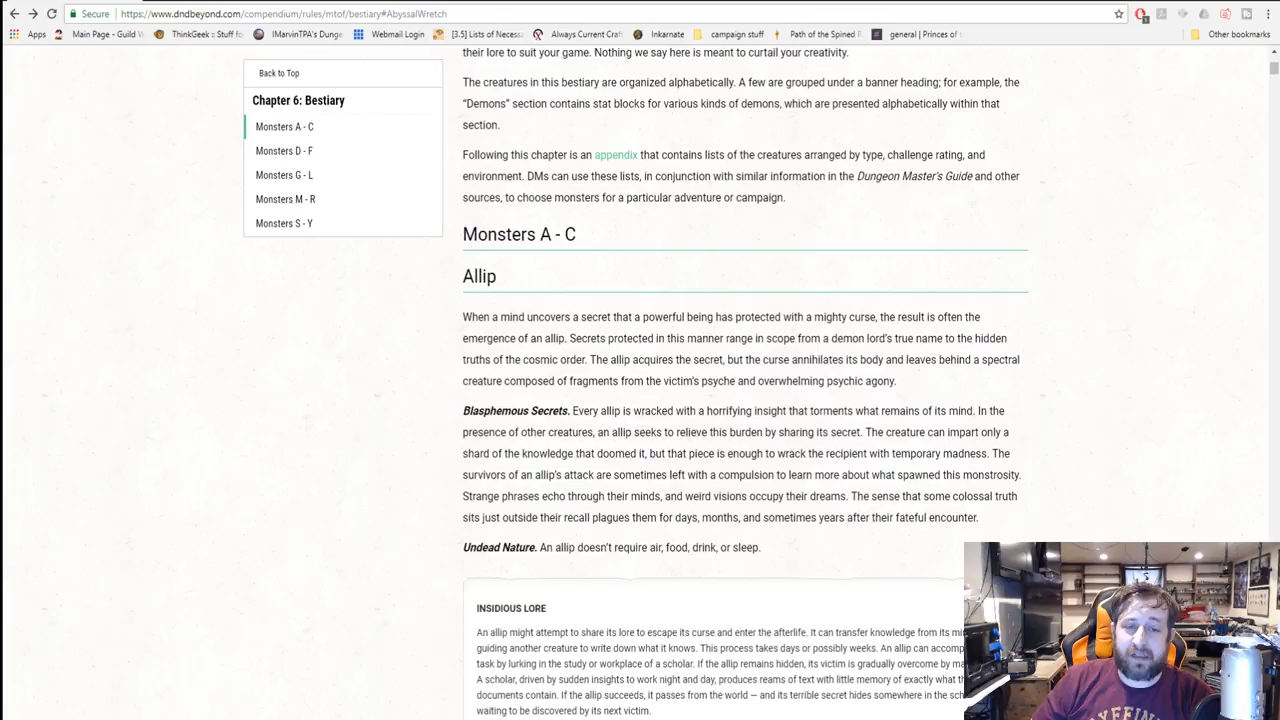 Secure https://www.dndbeyond.com/compendium/rules/mtof/bestiary#AbyssalWretch
Apps Main Page - Guild W ThinkGeek :: Stuff fo IMarvinTPA's Dunge Webmail Login [3.5] Lists of Necess Always Current Craf Inkarnate campaign stuff Path of the Spined R general | Princes of t Other bookmarks
their lore to suit your game. Nothing we say here is meant to curtail your creativity.
Back to Top
Chapter 6: Bestiary
Monsters A - C
Monsters D - F
Monsters G - L
Monsters M - R
Monsters S - Y
The creatures in this bestiary are organized alphabetically. A few are grouped under a banner heading; for example, the
“Demons” section contains stat blocks for various kinds of demons, which are presented alphabetically within that
section.
Following this chapter is an appendix that contains lists of the creatures arranged by type, challenge rating, and
environment. DMs can use these lists, in conjunction with similar information in the Dungeon Master's Guide and other
sources, to choose monsters for a particular adventure or campaign.
Monsters A - C
Allip
When a mind uncovers a secret that a powerful being has protected with a mighty curse, the result is often the
emergence of an allip. Secrets protected in this manner range in scope from a demon lord’s true name to the hidden
truths of the cosmic order. The allip acquires the secret, but the curse annihilates its body and leaves behind a spectral
creature composed of fragments from the victim’s psyche and overwhelming psychic agony.
Blasphemous Secrets. Every allip is wracked with a horrifying insight that torments what remains of its mind. In the
presence of other creatures, an allip seeks to relieve this burden by sharing its secret. The creature can impart only a
shard of the knowledge that doomed it, but that piece is enough to wrack the recipient with temporary madness. The
survivors of an allip’s attack are sometimes left with a compulsion to learn more about what spawned this monstrosity.
Strange phrases echo through their minds, and weird visions occupy their dreams. The sense that some colossal truth
sits just outside their recall plagues them for days, months, and sometimes years after their fateful encounter.
Undead Nature. An allip doesn’t require air, food, drink, or sleep.
INSIDIOUS LORE
An allip might attempt to share its lore to escape its curse and enter the afterlife. It can transfer knowledge from its mi
guiding another creature to write down what it knows. This process takes days or possibly weeks. An allip can accomp
task by lurking in the study or workplace of a scholar. If the allip remains hidden, its victim is gradually overcome by ma
A scholar, driven by sudden insights to work night and day, produces reams of text with little memory of exactly what th
documents contain. If the allip succeeds, it passes from the world — and its terrible secret hides somewhere in the sch
waiting to be discovered by its next victim.